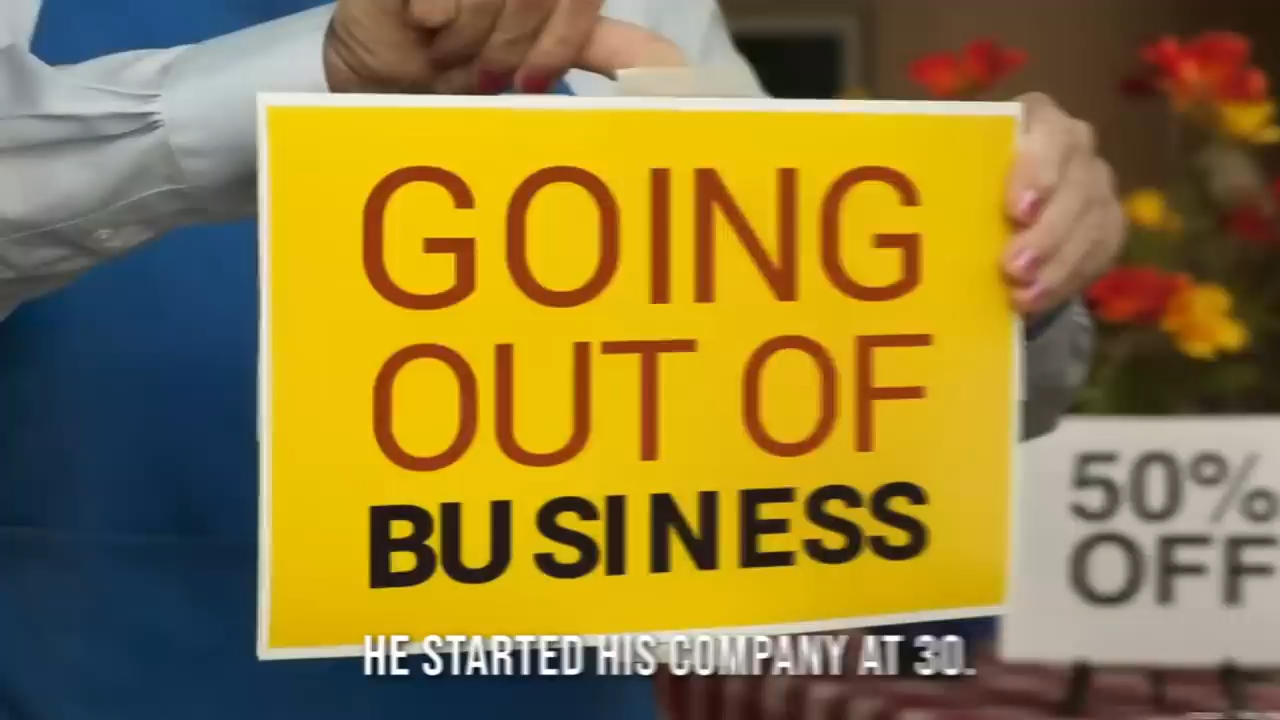 GOING
OUT OF
BUSINESS
50%
OFF
HE STARTED HIS COMPANY AT 30.